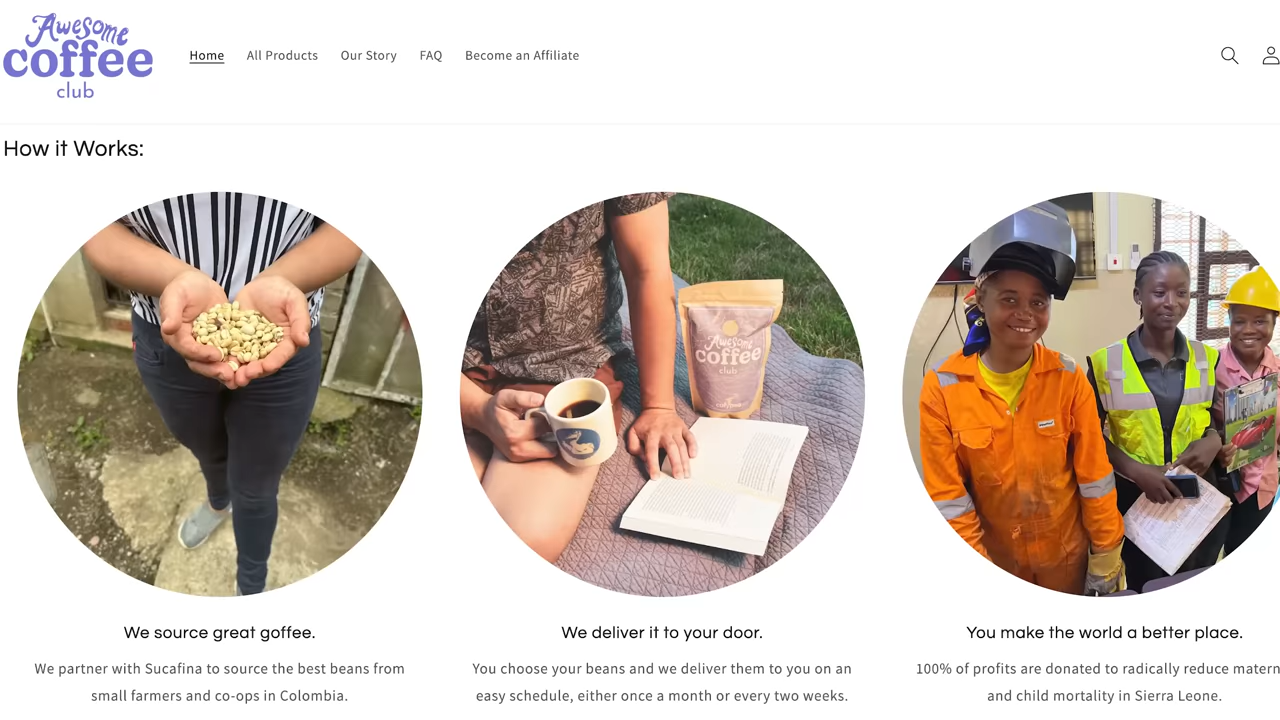 Awesome
coffee
club
Home
All Products
Our Story
FAQ
Become an Affiliate
How it Works:
Awesome
coffee
club
We source great goffee.
We partner with Sucafina to source the best beans from
small farmers and co-ops in Colombia.
We deliver it to your door.
You choose your beans and we deliver them to you on an
easy schedule, either once a month or every two weeks.
You make the world a better place.
100% of profits are donated to radically reduce matern
and child mortality in Sierra Leone.